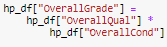 hp_df["OverallGrade"] =
hp_df["OverallQual"] *
hp_df["OverallCond"]